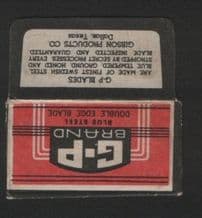 G-P
BRAND
BLUE STEEL
DOUBLE EDGE BLADE
G-P BLADES
ARE MADE OF FINEST SWEDISH STEEL
BLUE, TEMPERED, GROUND, HONED AND
STROPPED BY SECRET PROCESSES. EVERY
BLADE INSPECTED AND GUARANTEED
GIBSON PRODUCTS CO
Dallas, Texas